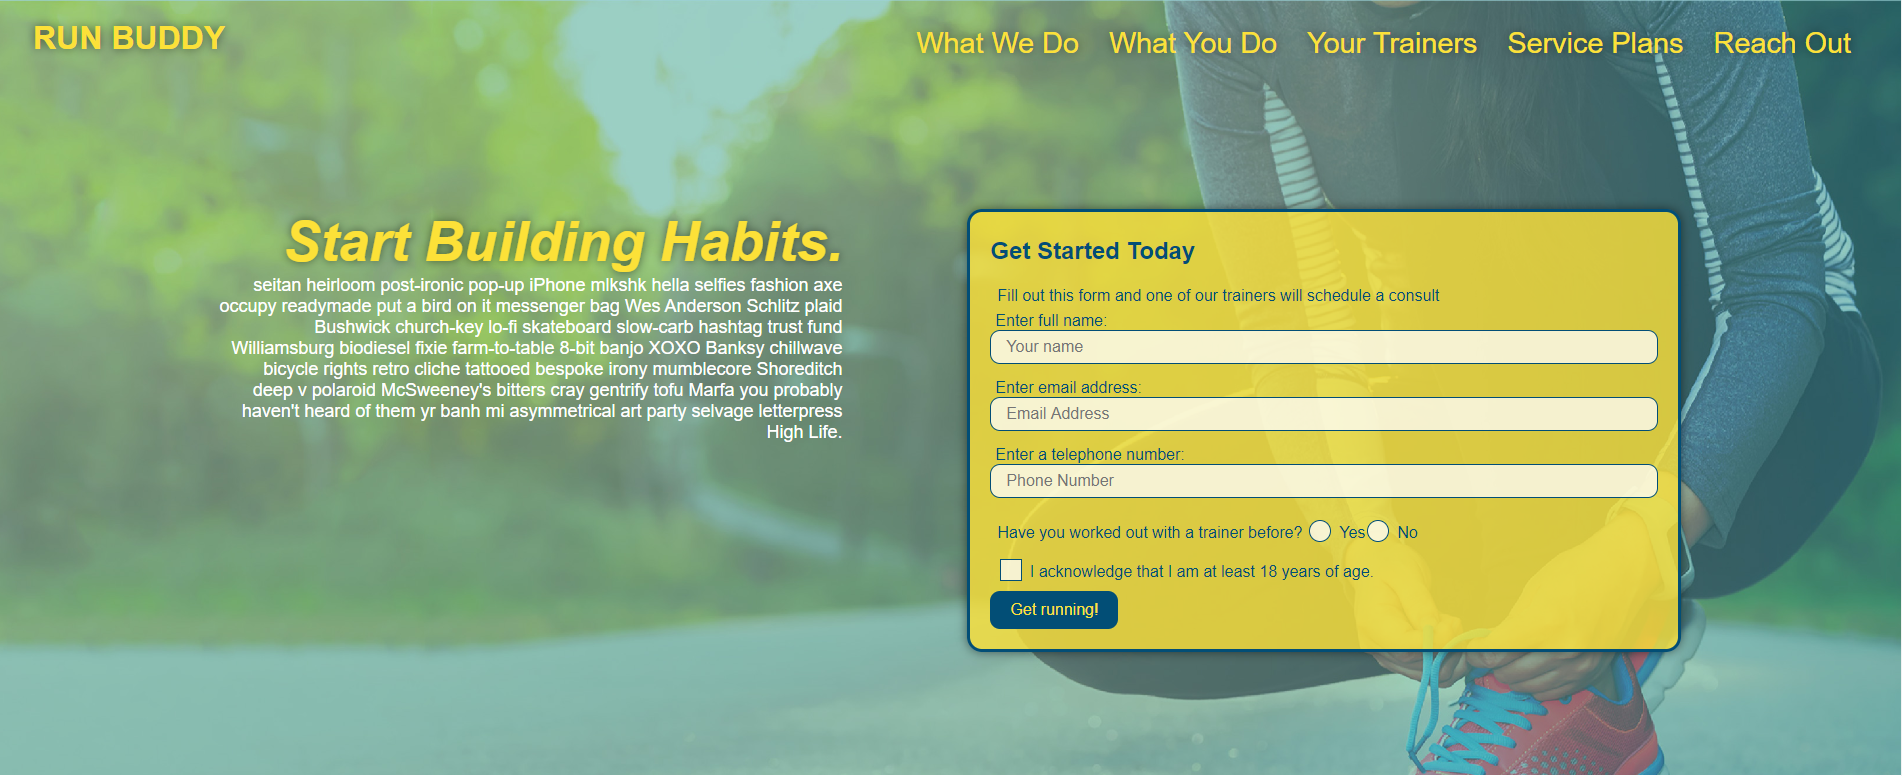 RUN BUDDY
What We Do What You Do Your Trainers Service Plans Reach Out
Start Building Habits.
seitan heirloom post-ironic pop-up iPhone mlkshk hella selfies fashion axe
occupy readymade put a bird on it messenger bag Wes Anderson Schlitz plaid
Bushwick church-key lo-fi skateboard slow-carb hashtag trust fund
Williamsburg biodiesel fixie farm-to-table 8-bit banjo XOXO Banksy chillwave
bicycle rights retro cliche tattooed bespoke irony mumblecore Shoreditch
deep v polaroid McSweeney's bitters cray gentrify tofu Marfa you probably
haven't heard of them yr banh mi asymmetrical art party selvage letterpress
High Life.
Get Started Today
Fill out this form and one of our trainers will schedule a consult
Enter full name:
Your name
Enter email address:
Email Address
Enter a telephone number:
Phone Number
Have you worked out with a trainer before? Yes No
I acknowledge that I am at least 18 years of age.
Get running!